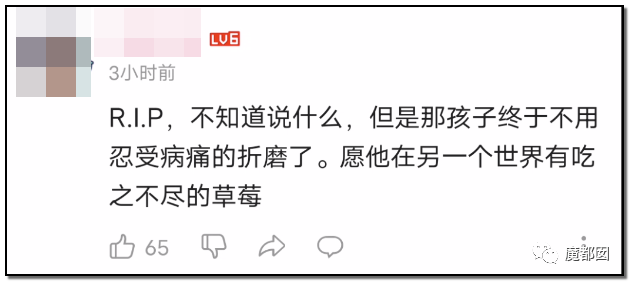 LV6
3小时前
R.I.P，不知道说什么，但是那孩子终于不用
忍受病痛的折磨了。愿他在另一个世界有吃
之不尽的草莓
65
魔都囡